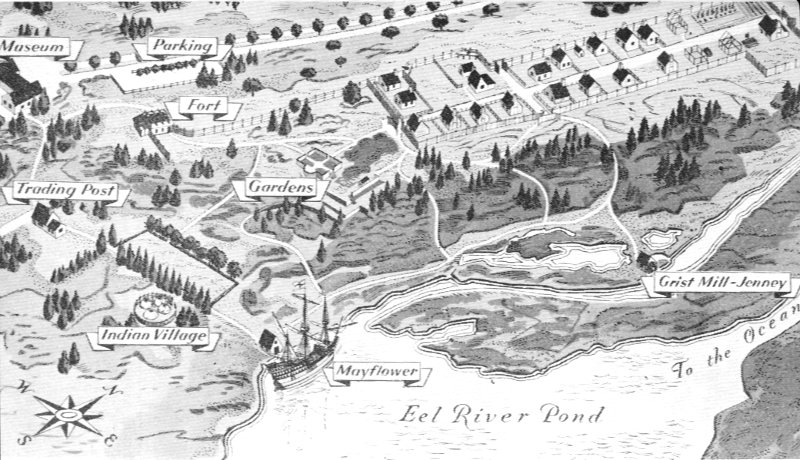 Museum
Parking
Fort
Trading Post
Gardens
Grist Mill-Jenney
Indian Village
Mayflower
To the Ocean
Eel River Pond
W
N
S
E